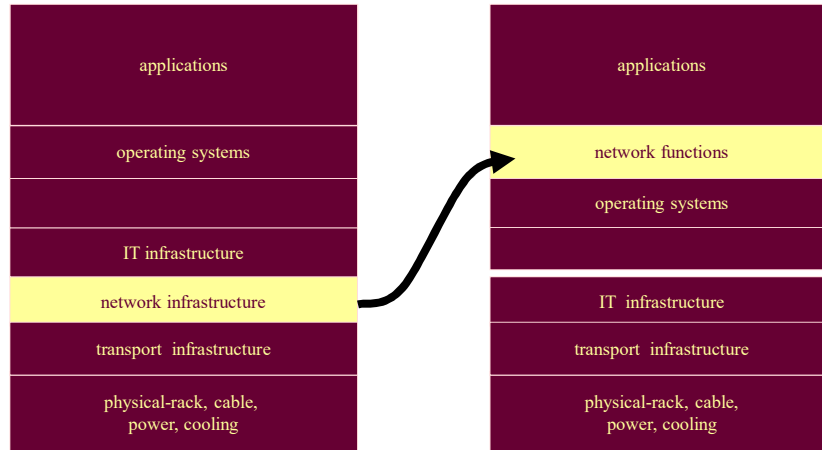 applications
operating systems
IT infrastructure
network infrastructure
transport infrastructure
physical-rack, cable,
power, cooling
applications
network functions
operating systems
IT infrastructure
transport infrastructure
physical-rack, cable,
power, cooling